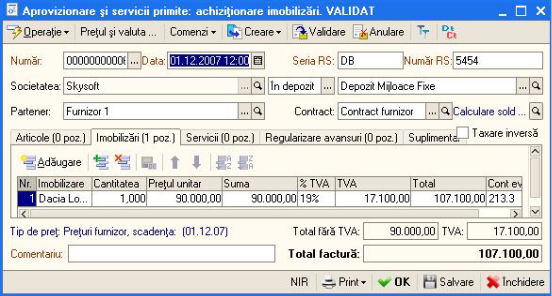 Aprovizionare şi servicii primite: achiziţionare imobilizări. VALIDAT
Operaţie Preţul şi valuta ... Comenzi Creare Validare Anulare Tт Dt Ct
Număr: 0000000000 ... Data: 01.12.2007 12:00 Seria RS: DB Număr RS: 5454
Societatea: Skysoft ... În depozit ... Depozit Mijloace Fixe
Partener: Furnizor 1 ... Contract: Contract furnizor ... Calculare sold ...
Articole (0 poz.) Imobilizări (1 poz.) Servicii (0 poz.) Regularizare avansuri (0 poz.) Suplimenta Taxare inversă
Adăugare
Nr. Imobilizare Cantitatea Preţul unitar Suma % TVA TVA Total Cont ev
1 Dacia Lo... 1,000 90.000,00 90.000,00 19% 17.100,00 107.100,00 213.3
Tip de preţ: Preţuri furnizor, scadenţa: (01.12.07) Total fără TVA: 90.000,00 TVA: 17.100,00
Comentariu: Total factură: 107.100,00
NIR Print OK Salvare Închidere